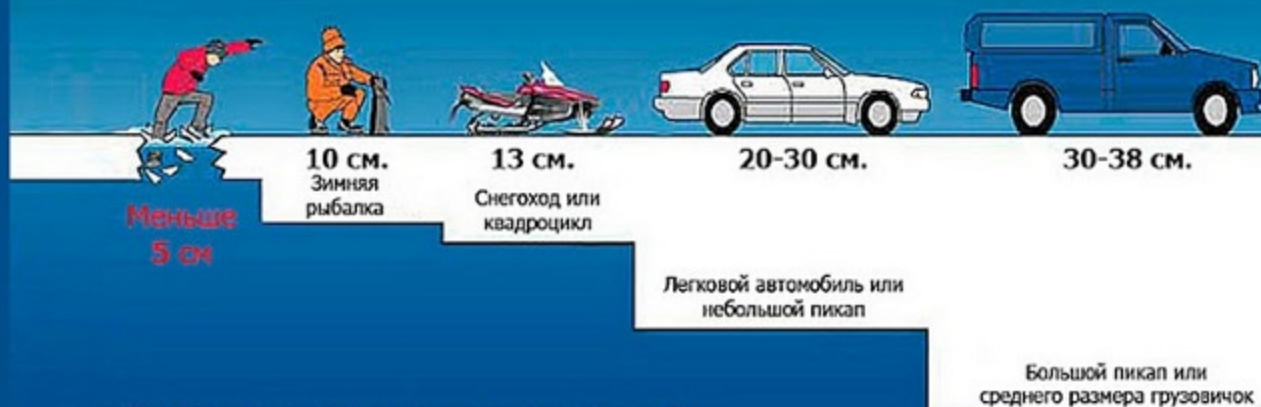 10 см.
Зимняя
рыбалка
13 см.
Снегоход или
квадроцикл
20-30 см.
30-38 см.
Меньше
5 см
Легковой автомобиль или
небольшой пикап
Большой пикап или
среднего размера грузовичок